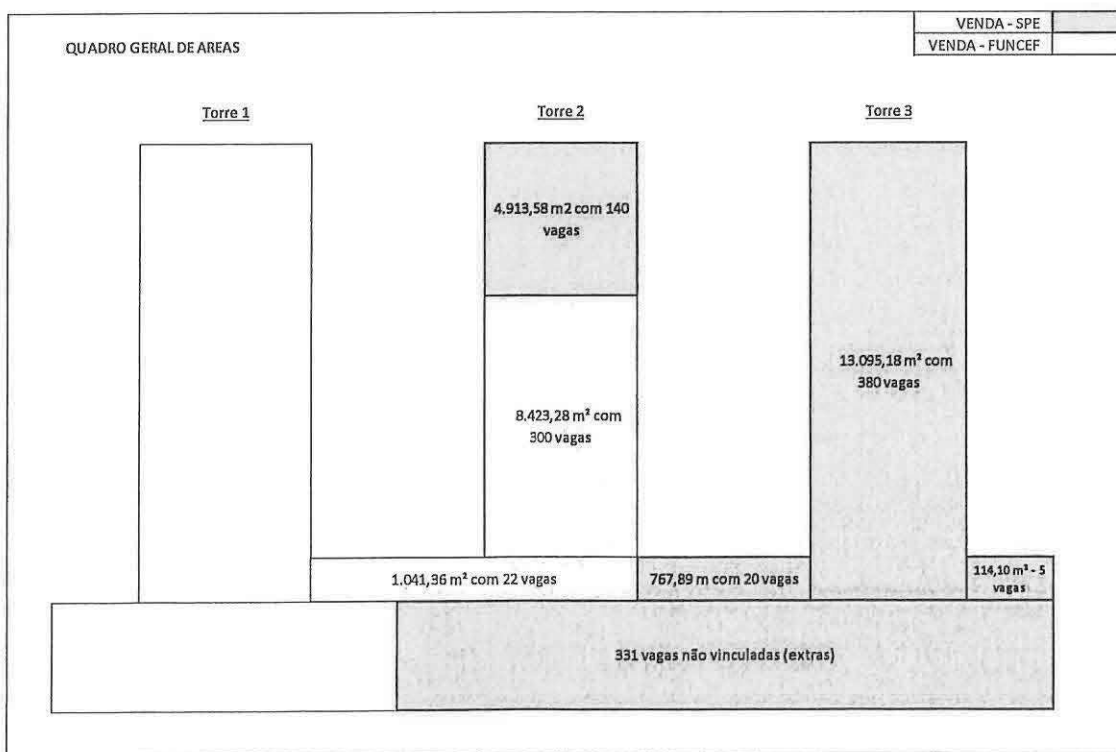 VENDA - SPE
VENDA - FUNCEF
QUADRO GERAL DE AREAS
Torre 1
Torre 2
Torre 3
4.913,58 m2 com 140
vagas
8.423,28 m² com
300 vagas
13.095,18 m² com
380 vagas
1.041,36 m² com 22 vagas
767,89 m com 20 vagas
114,10 m² - 5
vagas
331 vagas não vinculadas (extras)